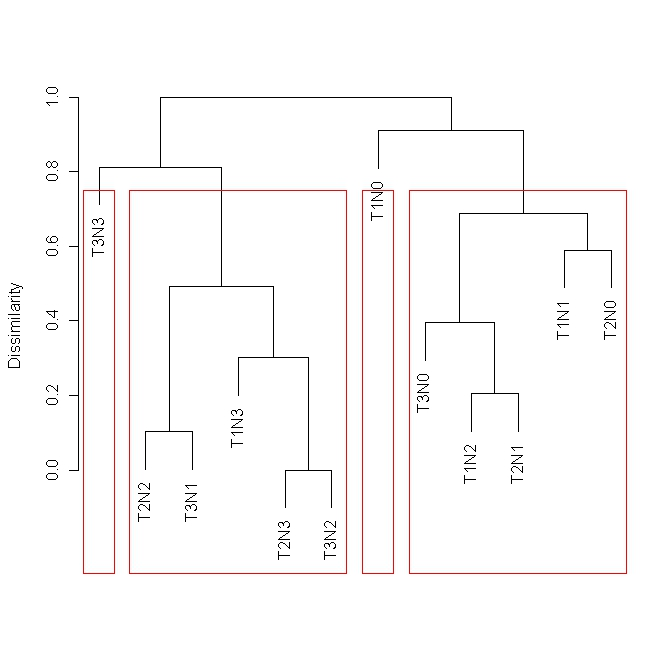 Dissimilarity
1.0
0.8
0.6
0.4
0.2
0.0
T3N3
T2N2
T3N1
T1N3
T2N3
T3N2
T1N0
T3N0
T1N2
T2N1
T1N1
T2N0